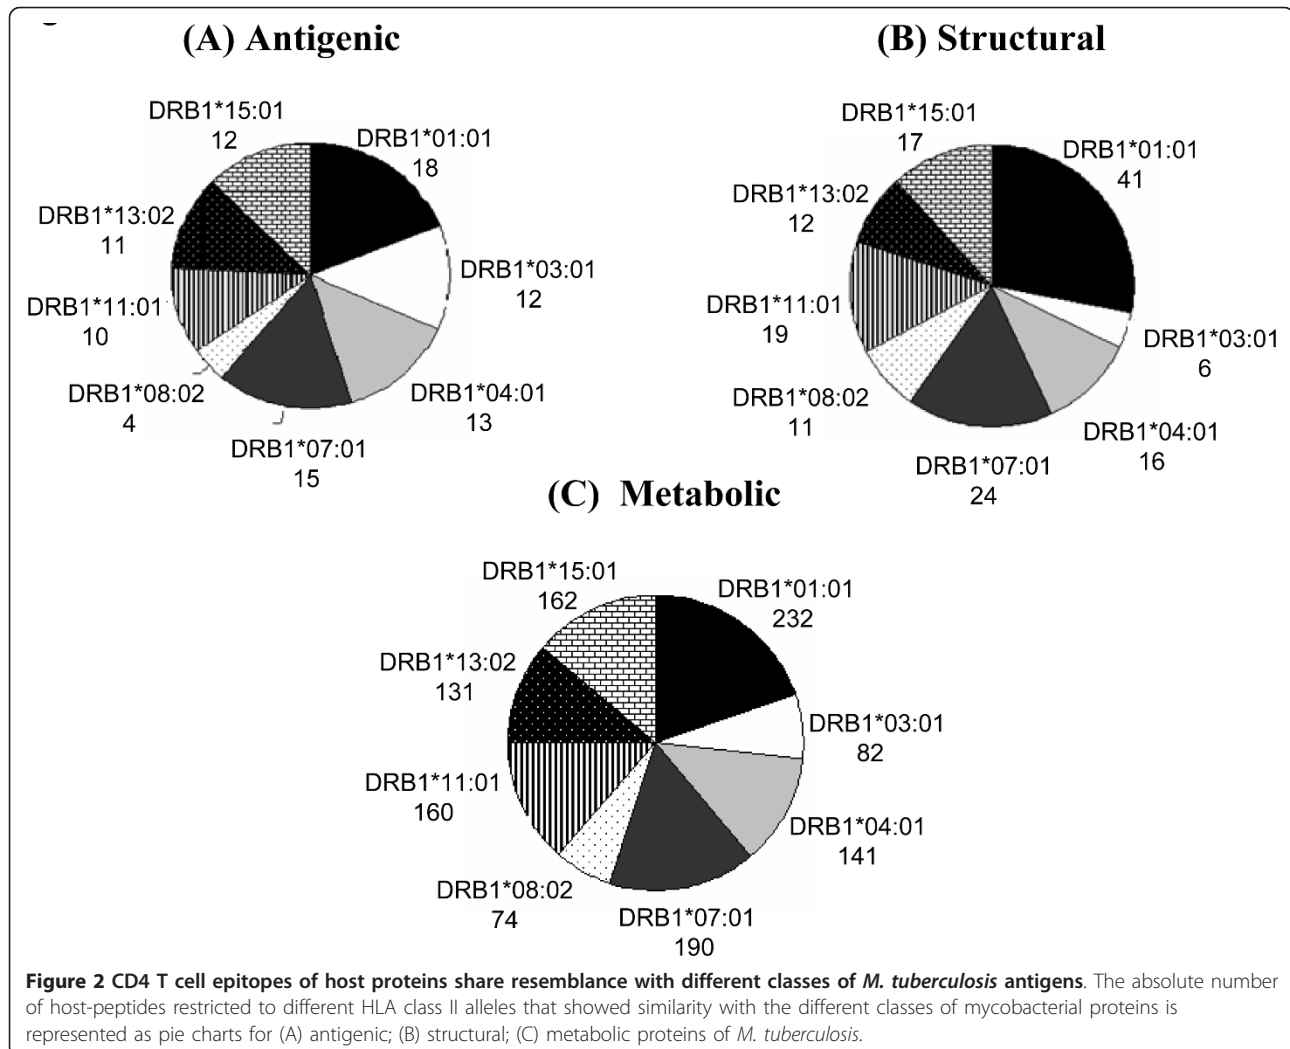 (A) Antigenic
DRB1*15:01
12
DRB1*01:01
18
DRB1*13:02
11
DRB1*03:01
12
DRB1*11:01
10
DRB1*08:02
4
DRB1*04:01
13
DRB1*07:01
15
(B) Structural
DRB1*15:01
17
DRB1*01:01
41
DRB1*13:02
12
DRB1*11:01
19
DRB1*03:01
6
DRB1*08:02
11
DRB1*04:01
16
DRB1*07:01
24
(C) Metabolic
DRB1*15:01
162
DRB1*01:01
232
DRB1*13:02
131
DRB1*03:01
82
DRB1*11:01
160
DRB1*04:01
141
DRB1*08:02
74
DRB1*07:01
190
Figure 2 CD4 T cell epitopes of host proteins share resemblance with different classes of M. tuberculosis antigens. The absolute number
of host-peptides restricted to different HLA class II alleles that showed similarity with the different classes of mycobacterial proteins is
represented as pie charts for (A) antigenic; (B) structural; (C) metabolic proteins of M. tuberculosis.